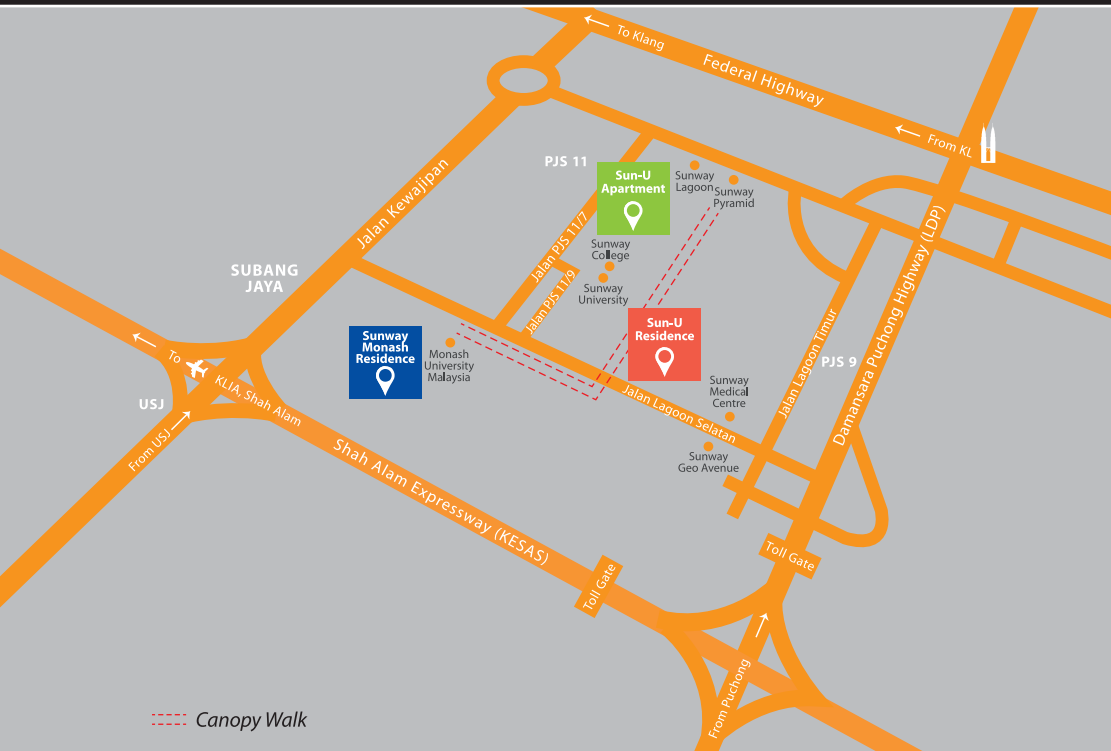 To Klang
Federal Highway
From KL
PJS 11
Sun-U
Apartment
Sunway
Lagoon
Sunway
Pyramid
Jalan Kewajipan
Jalan PJS 11/7
Jalan PJS 11/9
Sunway
College
Sunway
University
SUBANG
JAYA
Damansara Puchong Highway (LDP)
Sunway
Monash
Residence
Monash
University
Malaysia
Sun-U
Residence
Jalan Lagoon Timur
PJS 9
To
KLIA, Shah Alam
USJ
From USJ
Jalan Lagoon Selatan
Sunway
Medical
Centre
Sunway
Geo Avenue
Shah Alam Expressway (KESAS)
Toll Gate
Toll Gate
From Puchong
Canopy Walk